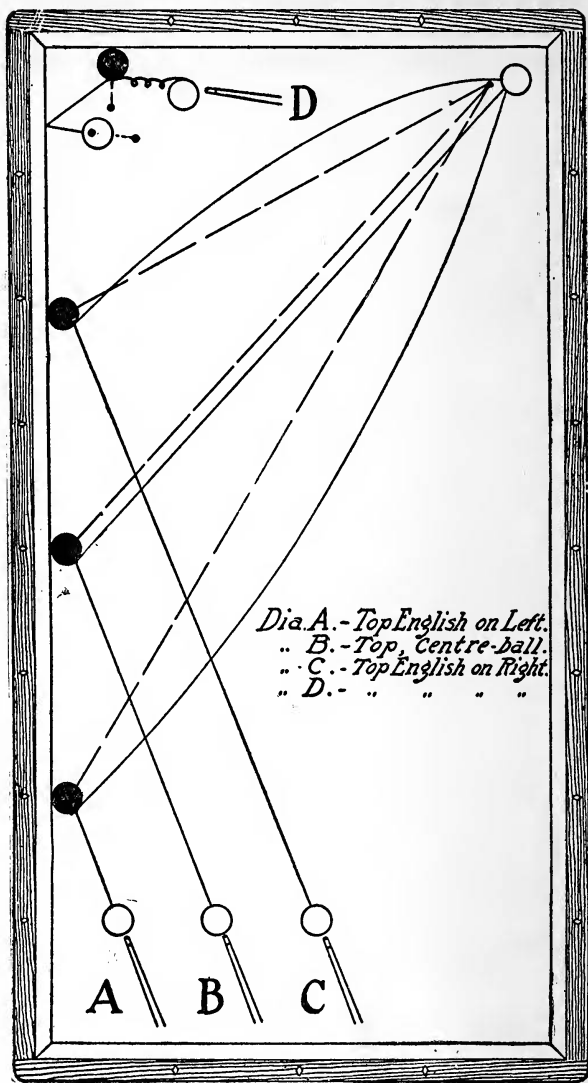 D
Dia. A.- Top English on Left.
„ B.- Top, Centre-ball.
„ C.- Top English on Right.
„ D.- „ „ „ „
A B C